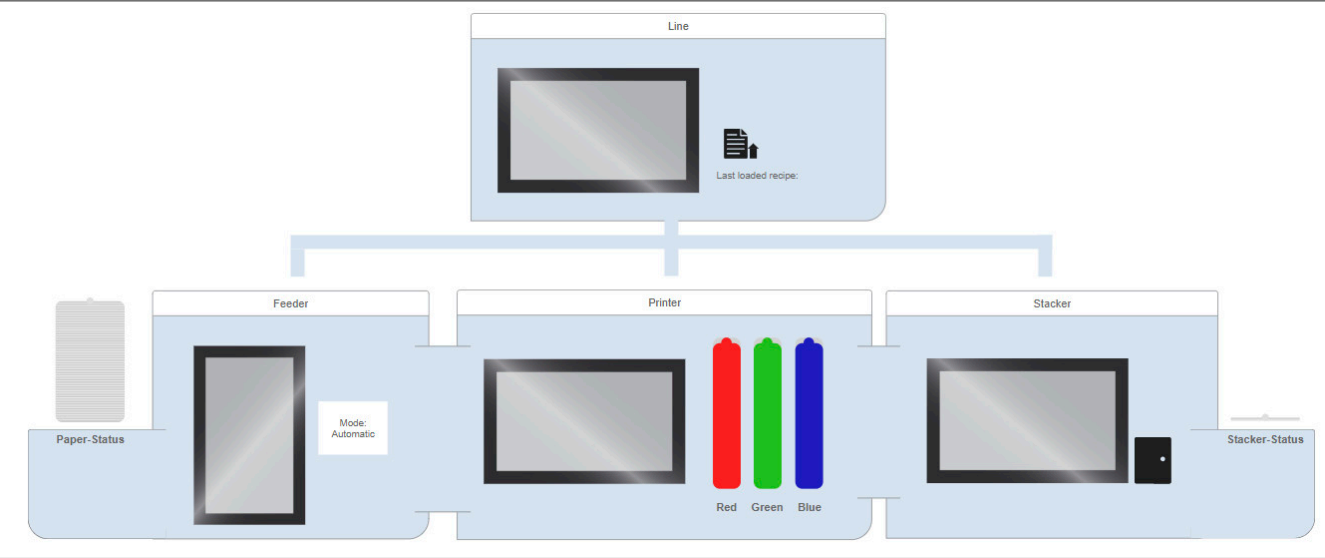 Line
Last loaded recipe:
Feeder
Printer
Stacker
Mode:
Automatic
Paper-Status
Stacker-Status
Red
Green
Blue